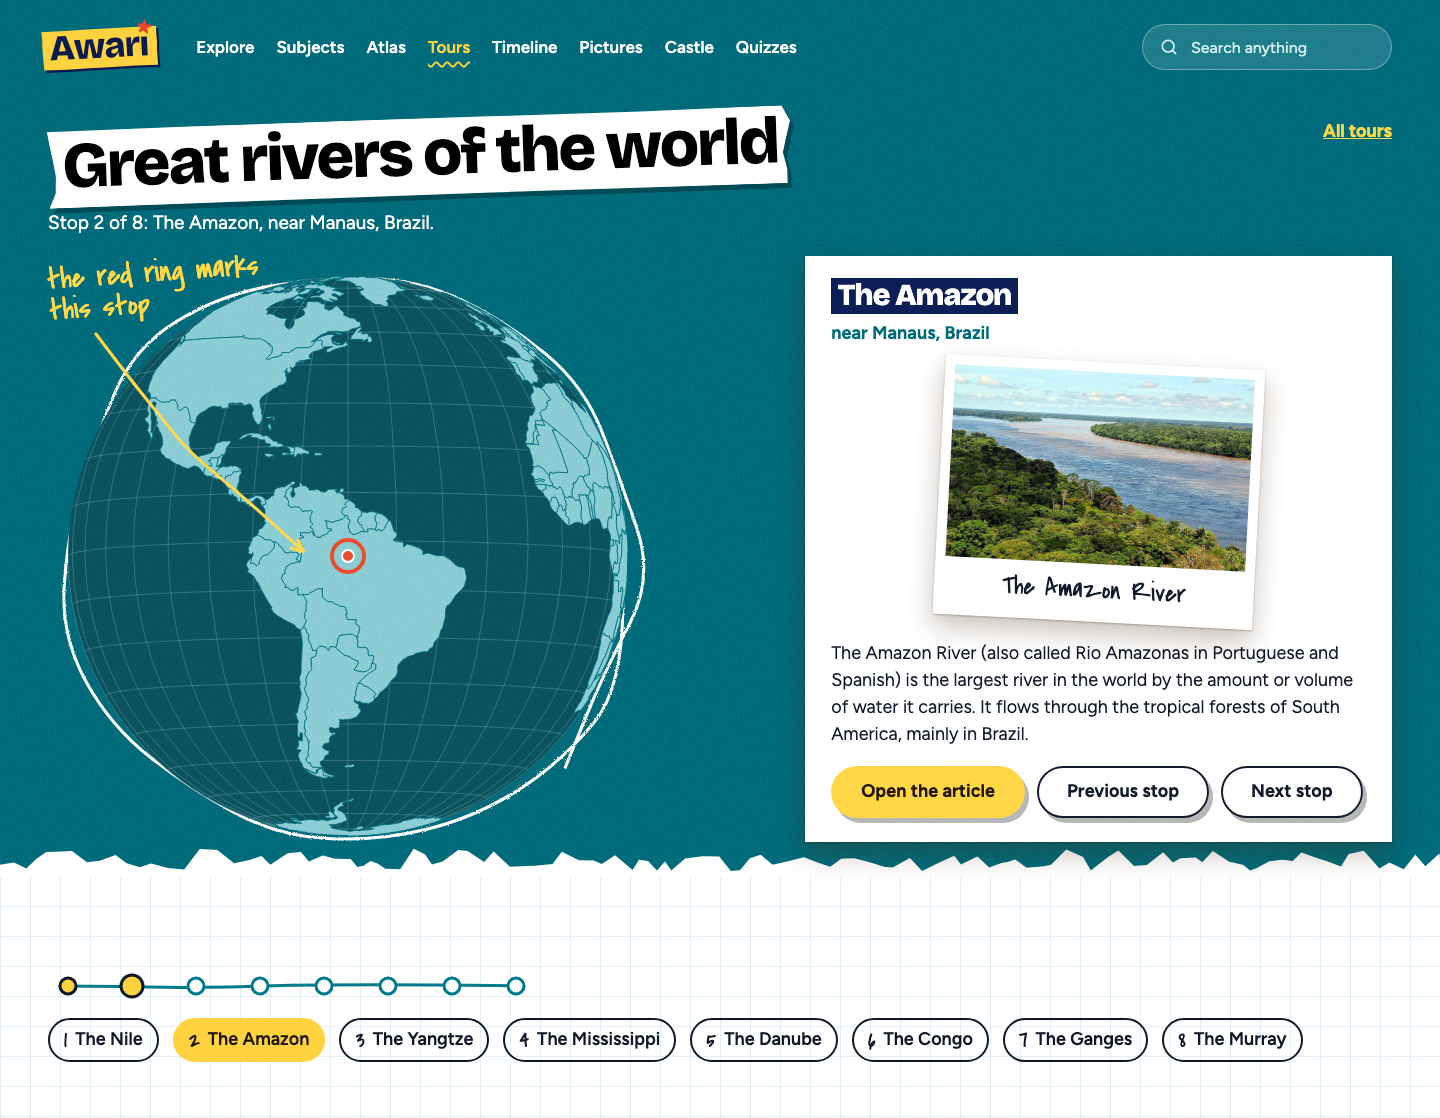 Awari
Explore Subjects Atlas Tours Timeline Pictures Castle Quizzes
Search anything
Great rivers of the world
All tours
Stop 2 of 8: The Amazon, near Manaus, Brazil.
the red ring marks
this stop
The Amazon
near Manaus, Brazil
The Amazon River
The Amazon River (also called Rio Amazonas in Portuguese and
Spanish) is the largest river in the world by the amount or volume
of water it carries. It flows through the tropical forests of South
America, mainly in Brazil.
Open the article Previous stop Next stop
1 The Nile 2 The Amazon 3 The Yangtze 4 The Mississippi 5 The Danube 6 The Congo 7 The Ganges 8 The Murray